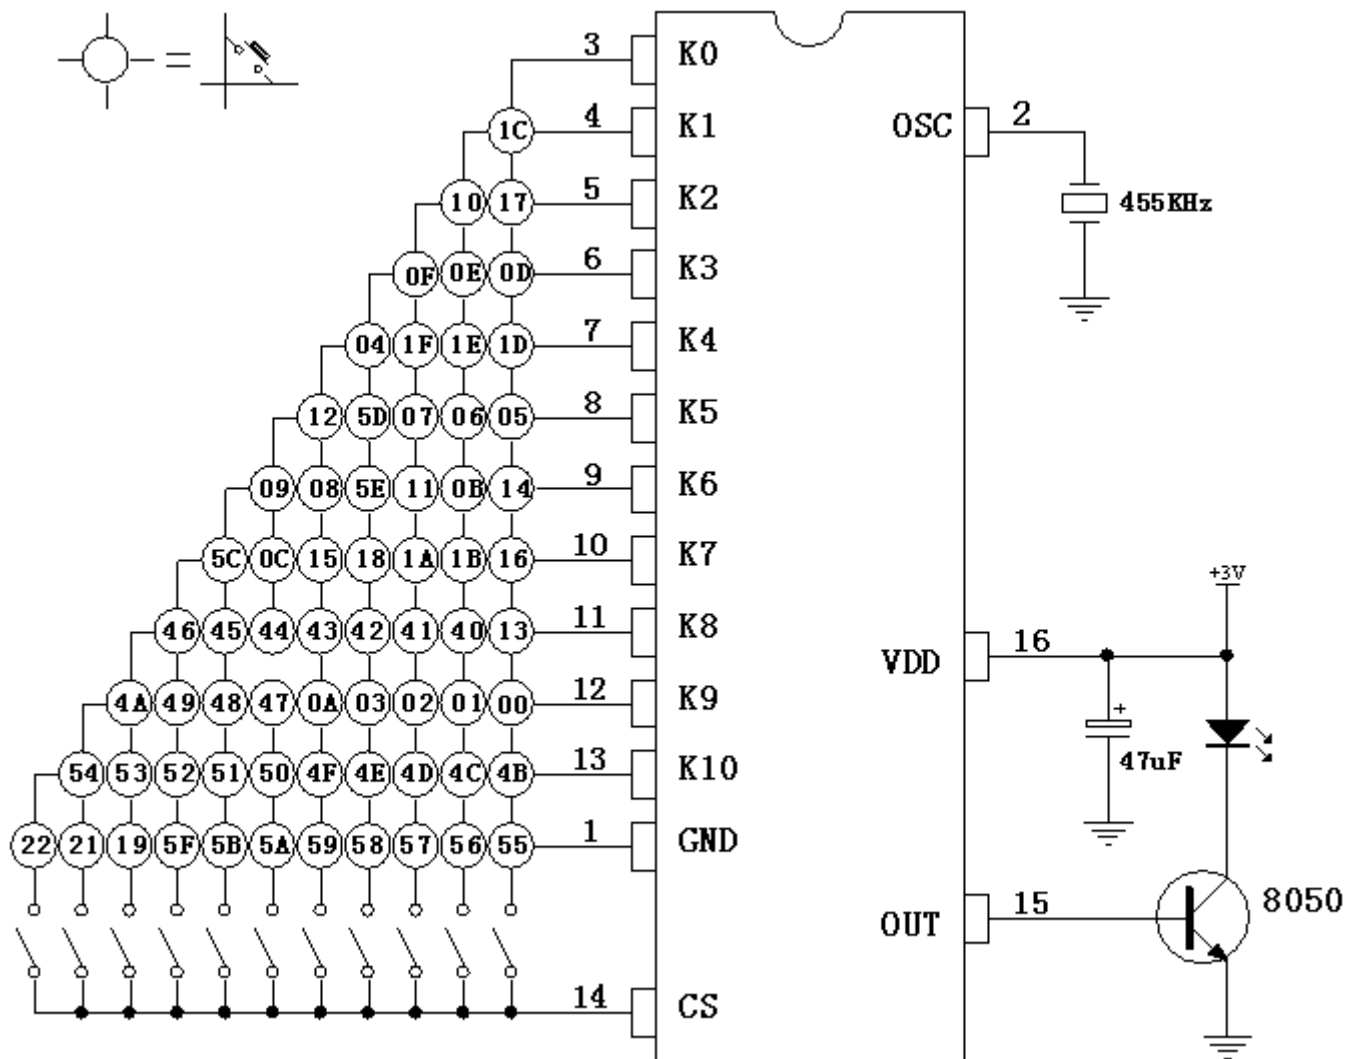 3 K0
1C 4 K1 OSC 2
10 17 5 K2 455KHz
0F 0E 0D 6 K3
04 1F 1E 1D 7 K4
12 5D 07 06 05 8 K5
09 08 5E 11 0B 14 9 K6
5C 0C 15 18 1A 1B 16 10 K7
+3V
46 45 44 43 42 41 40 13 11 K8
VDD 16
4A 49 48 47 0A 03 02 01 00 12 K9
+
54 53 52 51 50 4F 4E 4D 4C 4B 13 K10 47uF
22 21 19 5F 5B 5A 59 58 57 56 55 1 GND
OUT 15 8050
14 CS